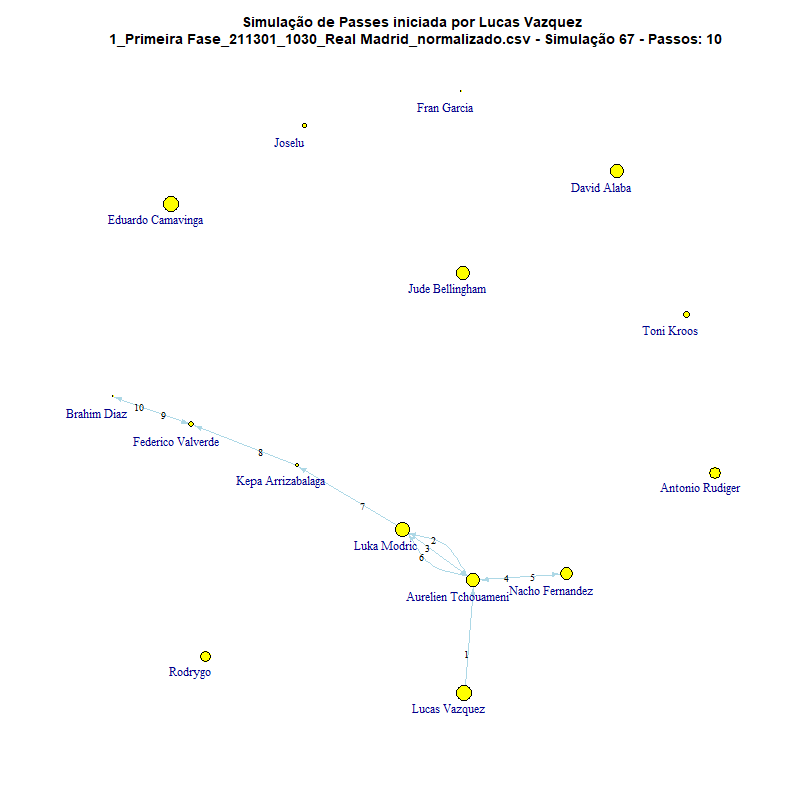 Simulação de Passes iniciada por Lucas Vazquez
1_Primeira Fase_211301_1030_Real Madrid_normalizado.csv - Simulação 67 - Passos: 10
Fran Garcia
Joselu
David Alaba
Eduardo Camavinga
Jude Bellingham
Toni Kroos
10
9
Brahim Diaz
Federico Valverde
8
Kepa Arrizabalaga
Antonio Rudiger
7
Luka Modric
2
3
6
4
5
Aurelien Tchouameni
Nacho Fernandez
1
Rodrygo
Lucas Vazquez